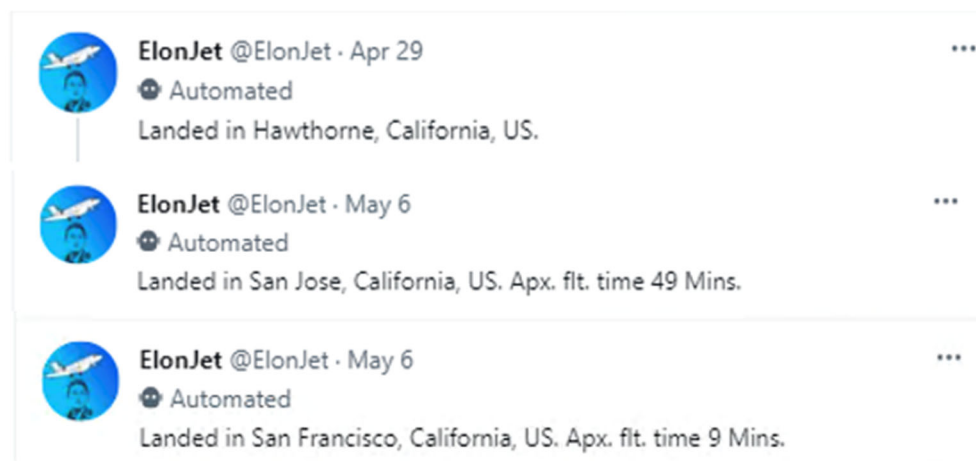 ElonJet @ElonJet · Apr 29
Automated
Landed in Hawthorne, California, US.
ElonJet @ElonJet · May 6
Automated
Landed in San Jose, California, US. Apx. flt. time 49 Mins.
ElonJet @ElonJet · May 6
Automated
Landed in San Francisco, California, US. Apx. flt. time 9 Mins.